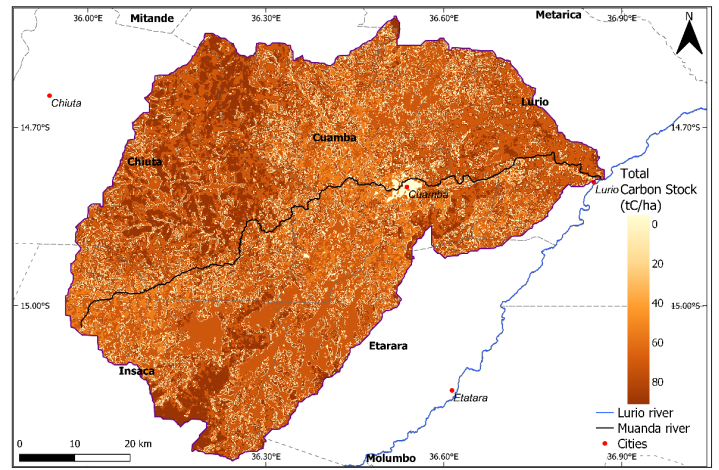 36.00°E 36.30°E 36.60°E 36.90°E
Mitande Metarica
N
Chiuta
Lurio
14.70°S 14.70°S
Cuamba
Chiuta
Total
Carbon Stock
(tC/ha)
Lurio
Cuamba
0
20
40
60
80
15.00°S 15.00°S
Etarara
Insaca
Etatara
Lurio river
Muanda river
Cities
0 10 20 km
Molumbo
36.30°E 36.60°E 36.90°E